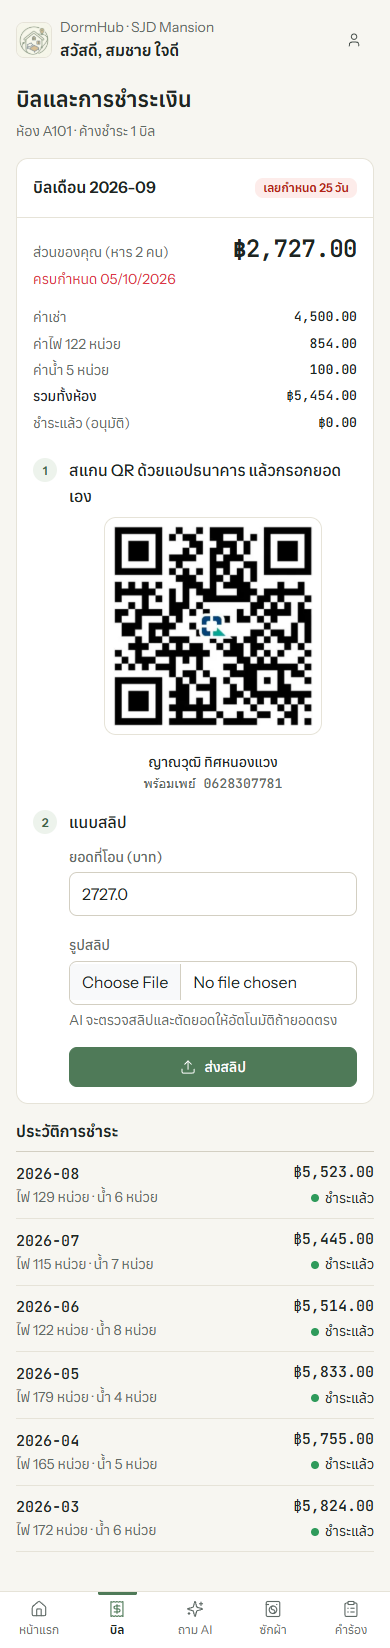 DormHub · SJD Mansion
สวัสดี, สมชาย ใจดี
บิลและการชำระเงิน
ห้อง A101 · ค้างชำระ 1 บิล
บิลเดือน 2026-09
เลยกำหนด 25 วัน
ส่วนของคุณ (หาร 2 คน) ฿2,727.00
ครบกำหนด 05/10/2026
ค่าเช่า 4,500.00
ค่าไฟ 122 หน่วย 854.00
ค่าน้ำ 5 หน่วย 100.00
รวมทั้งห้อง ฿5,454.00
ชำระแล้ว (อนุมัติ) ฿0.00
1 สแกน QR ด้วยแอปธนาคาร แล้วกรอกยอด
เอง
ญาณวุฒิ ทิศหนองแวง
พร้อมเพย์ 0628307781
2 แนบสลิป
ยอดที่โอน (บาท)
2727.0
รูปสลิป
Choose File No file chosen
AI จะตรวจสลิปและตัดยอดให้อัตโนมัติถ้ายอดตรง
ส่งสลิป
ประวัติการชำระ
2026-08 ฿5,523.00
ไฟ 129 หน่วย · น้ำ 6 หน่วย ชำระแล้ว
2026-07 ฿5,445.00
ไฟ 115 หน่วย · น้ำ 7 หน่วย ชำระแล้ว
2026-06 ฿5,514.00
ไฟ 122 หน่วย · น้ำ 8 หน่วย ชำระแล้ว
2026-05 ฿5,833.00
ไฟ 179 หน่วย · น้ำ 4 หน่วย ชำระแล้ว
2026-04 ฿5,755.00
ไฟ 165 หน่วย · น้ำ 5 หน่วย ชำระแล้ว
2026-03 ฿5,824.00
ไฟ 172 หน่วย · น้ำ 6 หน่วย ชำระแล้ว
หน้าแรก บิล ถาม AI ซักผ้า คำร้อง